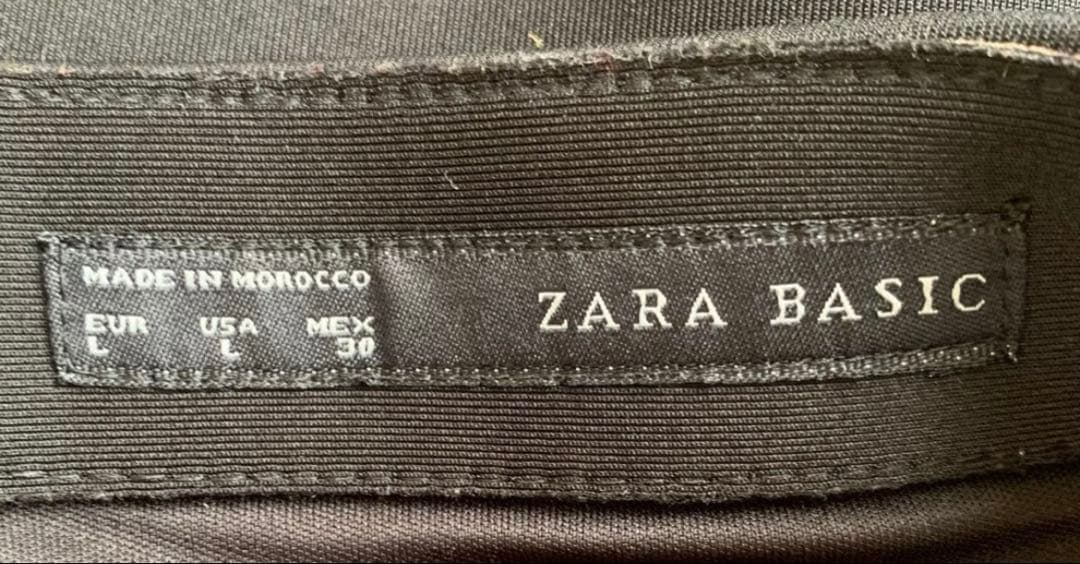 MADE IN MOROCCO
EUR USA MEX
L L 30
ZARA BASIC